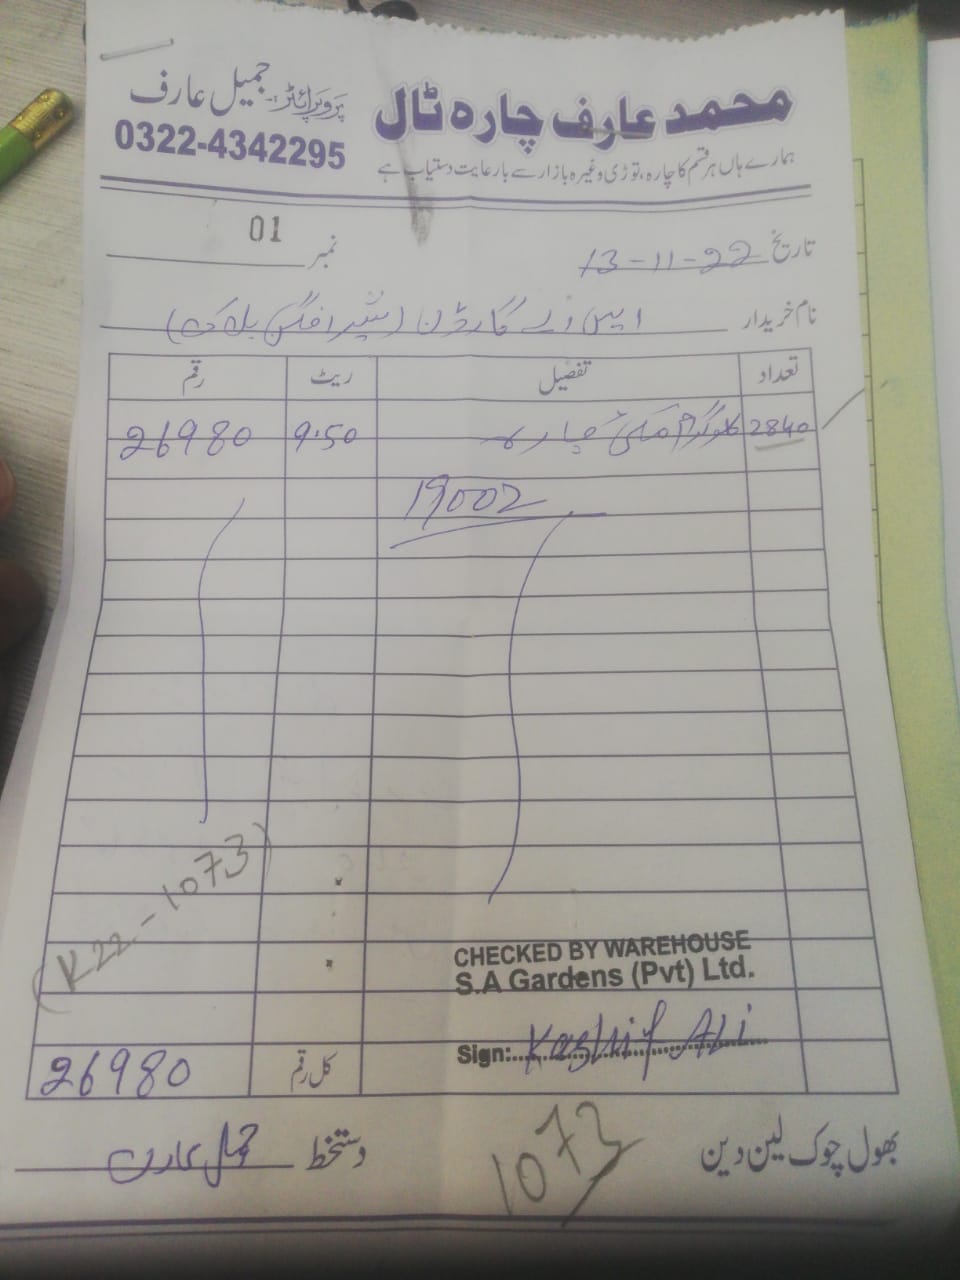 محمد عارف چارہ ٹال
پروپرائٹر:۔ جمیل عارف
0322-4342295
ہمارے ہاں ہر قسم کا چارہ، توڑی وغیرہ بازار سے بارعایت دستیاب ہے
نمبر 01
تاریخ 13-11-22
نام خریدار ایس اے گارڈن (شیر افگن بلاک)
تعداد تفصیل ریٹ رقم
2840 کلوگرام مکئی چارہ 9.50 26980
19002
(K22-1073)
CHECKED BY WAREHOUSE
S.A Gardens (Pvt) Ltd.
Sign:..Kashif Ali
کل رقم 26980
بھول چوک لین دین
1073
دستخط جمیل عارف